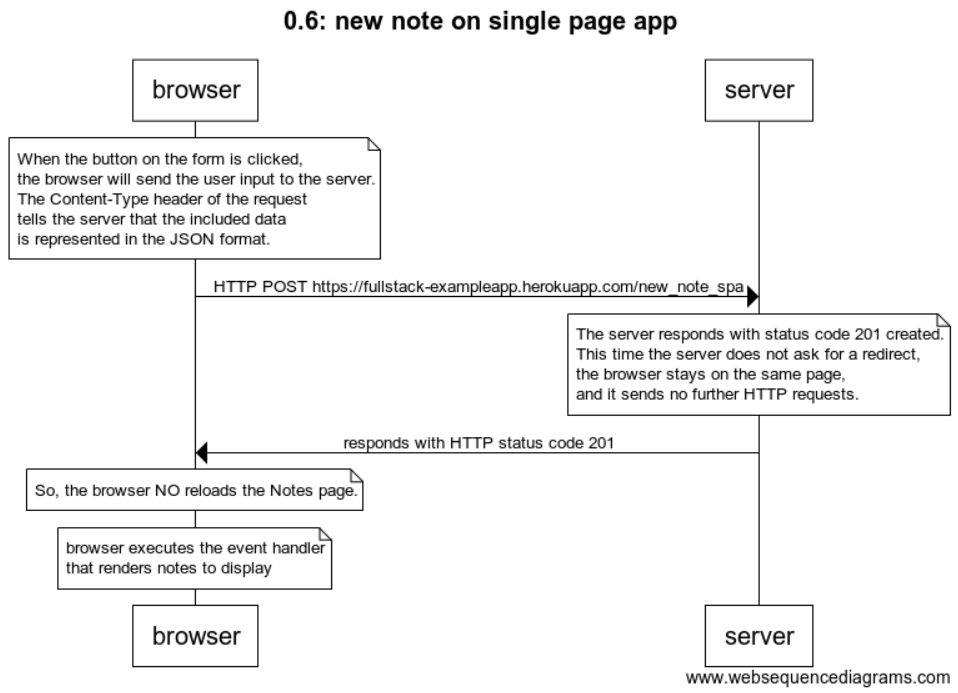 0.6: new note on single page app
browser
server
When the button on the form is clicked,
the browser will send the user input to the server.
The Content-Type header of the request
tells the server that the included data
is represented in the JSON format.
HTTP POST https://fullstack-exampleapp.herokuapp.com/new_note_spa
The server responds with status code 201 created.
This time the server does not ask for a redirect,
the browser stays on the same page,
and it sends no further HTTP requests.
responds with HTTP status code 201
So, the browser NO reloads the Notes page.
browser executes the event handler
that renders notes to display
browser
server
www.websequencediagrams.com